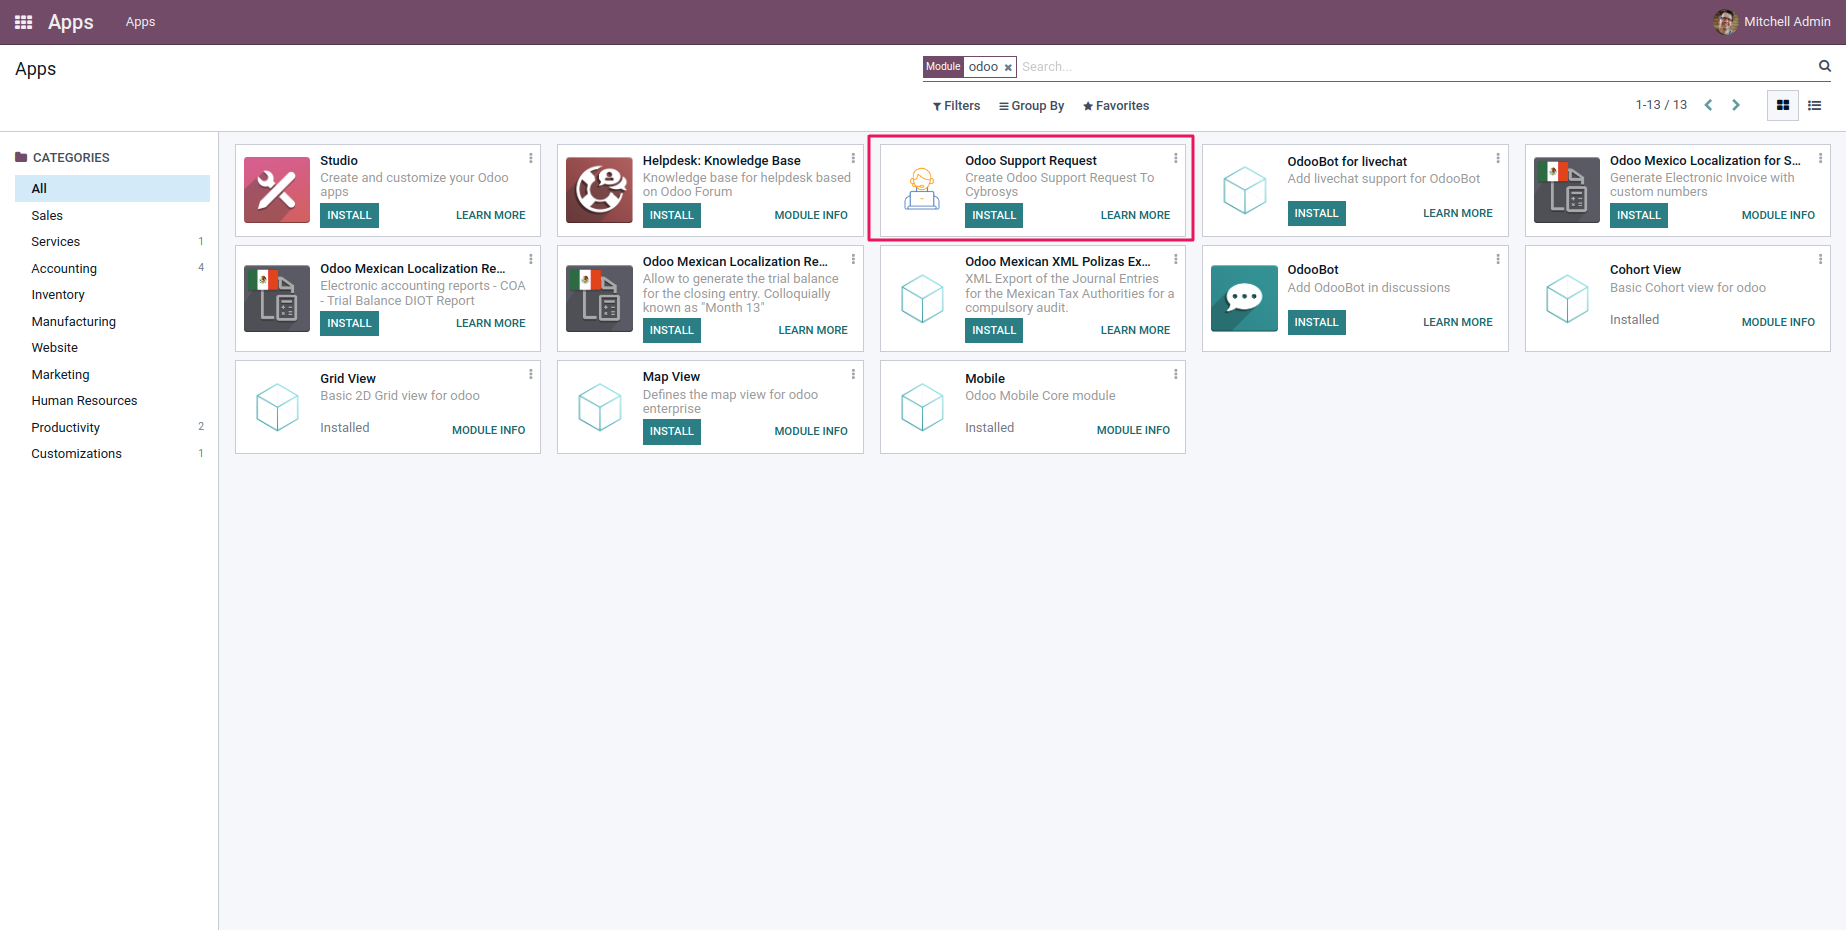 Apps
Apps
Mitchell Admin
Apps
Module odoo × Search...
Filters
Group By
Favorites
1-13 / 13
CATEGORIES
All
Sales
Services 1
Accounting 4
Inventory
Manufacturing
Website
Marketing
Human Resources
Productivity 2
Customizations 1
Studio
Create and customize your Odoo
apps
INSTALL
LEARN MORE
Helpdesk: Knowledge Base
Knowledge base for helpdesk based
on Odoo Forum
INSTALL
MODULE INFO
Odoo Support Request
Create Odoo Support Request To
Cybrosys
INSTALL
LEARN MORE
OdooBot for livechat
Add livechat support for OdooBot
INSTALL
LEARN MORE
Odoo Mexico Localization for S...
Generate Electronic Invoice with
custom numbers
INSTALL
MODULE INFO
Odoo Mexican Localization Re...
Electronic accounting reports - COA
- Trial Balance DIOT Report
INSTALL
LEARN MORE
Odoo Mexican Localization Re...
Allow to generate the trial balance
for the closing entry. Colloquially
known as "Month 13"
INSTALL
LEARN MORE
Odoo Mexican XML Polizas Ex...
XML Export of the Journal Entries
for the Mexican Tax Authorities for a
compulsory audit.
INSTALL
LEARN MORE
OdooBot
Add OdooBot in discussions
INSTALL
LEARN MORE
Cohort View
Basic Cohort view for odoo
Installed
MODULE INFO
Grid View
Basic 2D Grid view for odoo
Installed
MODULE INFO
Map View
Defines the map view for odoo
enterprise
INSTALL
MODULE INFO
Mobile
Odoo Mobile Core module
Installed
MODULE INFO